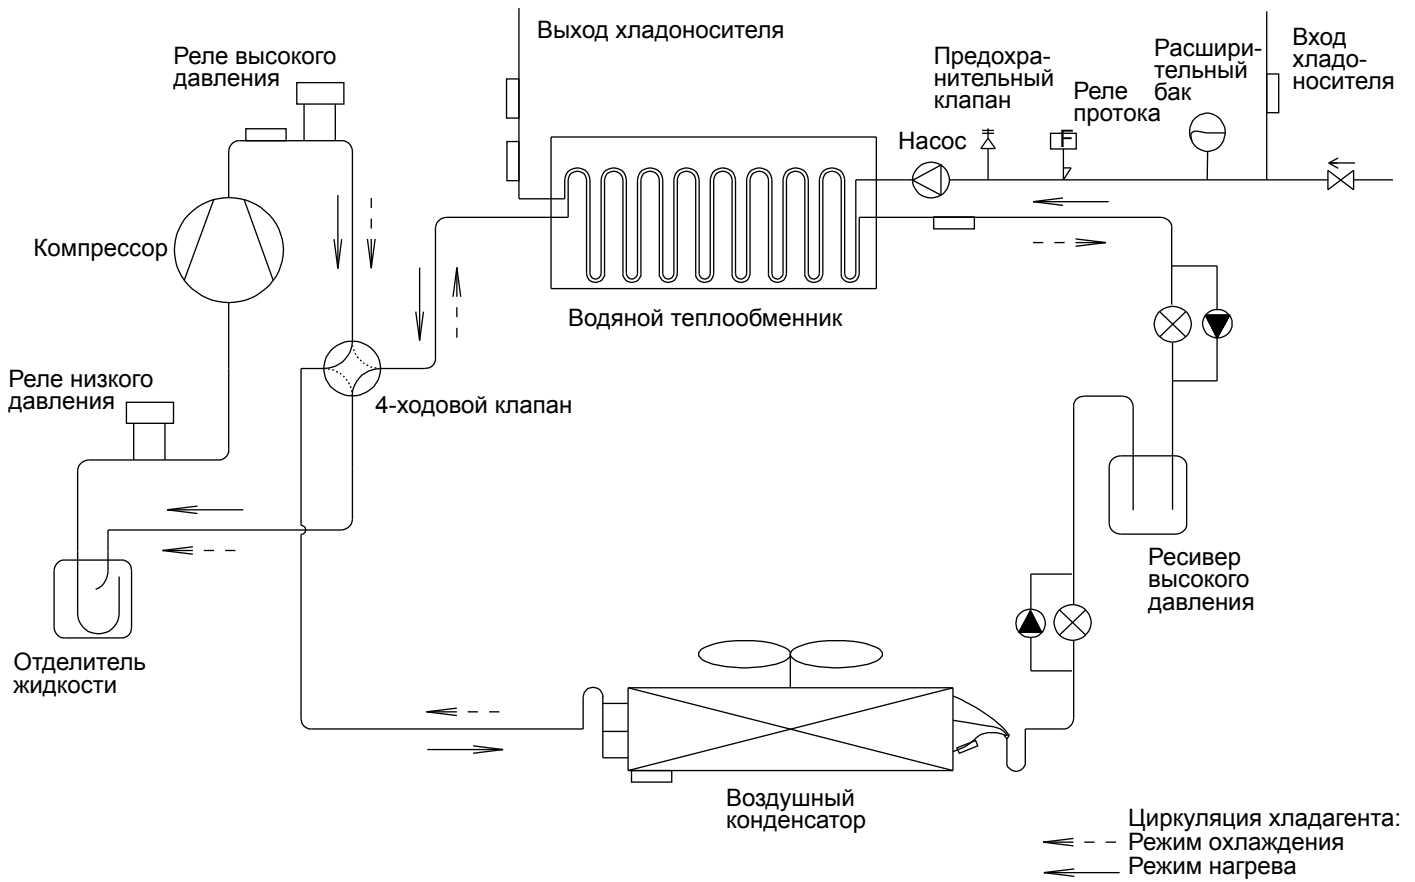 Выход хладоносителя
Реле высокого
давления
Предохра-
нительный
клапан
Реле
протока
Расшири-
тельный
бак
Вход
хладо-
носителя
Насос
F
Компрессор
Водяной теплообменник
Реле низкого
давления
4-ходовой клапан
Ресивер
высокого
давления
Отделитель
жидкости
Воздушный
конденсатор
Циркуляция хладагента:
Режим охлаждения
Режим нагрева